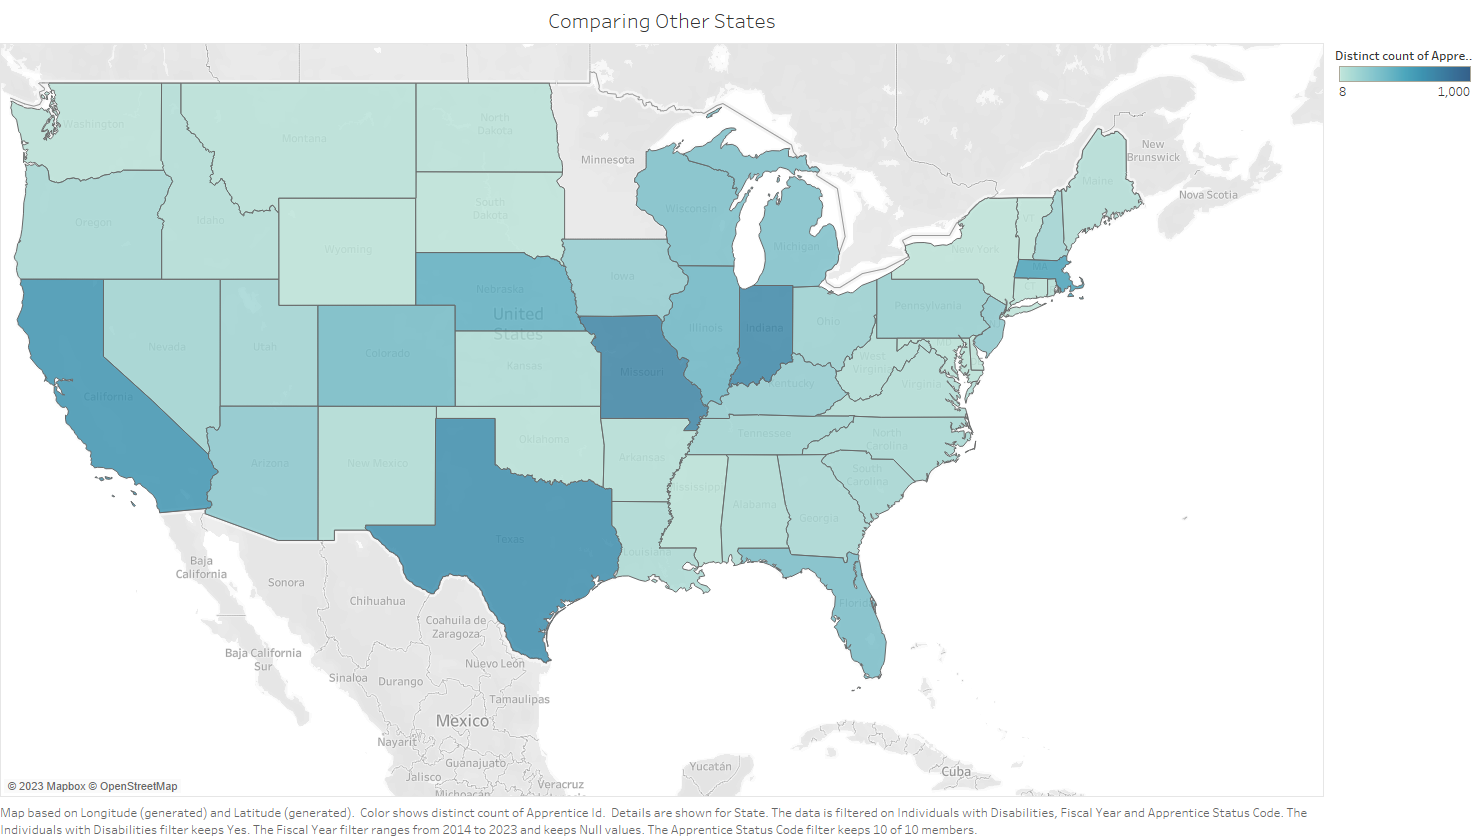 Comparing Other States
Distinct count of Appre..
8
1,000
Washington
Montana
North
Dakota
Minnesota
New
Brunswick
Nova Scotia
Maine
VT
Oregon
Idaho
South
Dakota
Wisconsin
Wyoming
Michigan
New York
MA
Iowa
CT
Nebraska
United
States
Pennsylvania
Nevada
Utah
Colorado
Illinois
Indiana
Ohio
Kansas
Missouri
West
Virginia
Kentucky
Virginia
California
Oklahoma
Tennessee
North
Carolina
Arizona
New Mexico
Arkansas
South
Carolina
Mississippi
Alabama
Georgia
Texas
Louisiana
Florida
Baja
California
Sonora
Chihuahua
Coahuila de
Zaragoza
Baja California
Sur
Nuevo León
Sinaloa
Durango
Tamaulipas
Mexico
Nayarit
Guanajuato
Yucatán
Cuba
Jalisco
Veracruz
Michoacán
© 2023 Mapbox © OpenStreetMap
Map based on Longitude (generated) and Latitude (generated).  Color shows distinct count of Apprentice Id.  Details are shown for State. The data is filtered on Individuals with Disabilities, Fiscal Year and Apprentice Status Code. The
Individuals with Disabilities filter keeps Yes. The Fiscal Year filter ranges from 2014 to 2023 and keeps Null values. The Apprentice Status Code filter keeps 10 of 10 members.